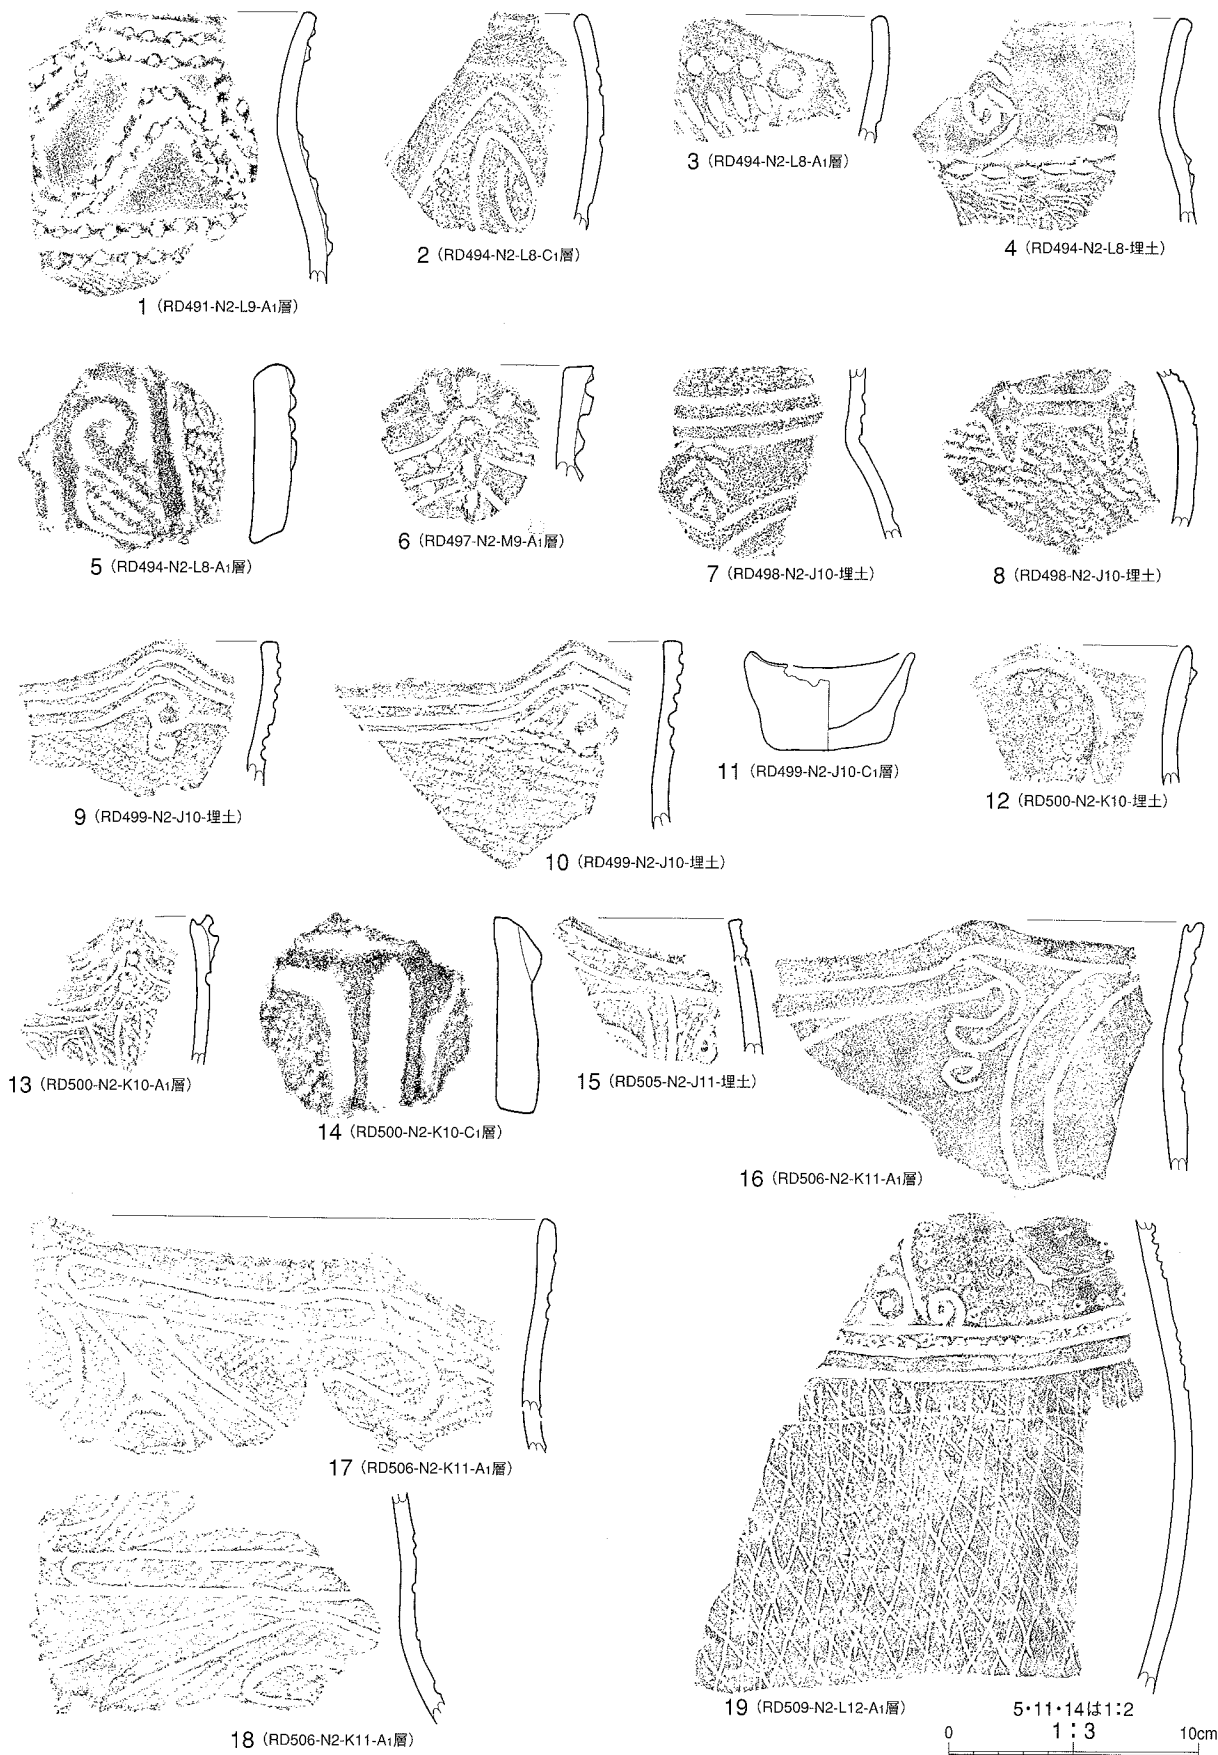 1 (RD491-N2-L9-A1層)
2 (RD494-N2-L8-C1層)
3 (RD494-N2-L8-A1層)
4 (RD494-N2-L8-埋土)
5 (RD494-N2-L8-A1層)
6 (RD497-N2-M9-A1層)
7 (RD498-N2-J10-埋土)
8 (RD498-N2-J10-埋土)
9 (RD499-N2-J10-埋土)
10 (RD499-N2-J10-埋土)
11 (RD499-N2-J10-C1層)
12 (RD500-N2-K10-埋土)
13 (RD500-N2-K10-A1層)
14 (RD500-N2-K10-C1層)
15 (RD505-N2-J11-埋土)
16 (RD506-N2-K11-A1層)
17 (RD506-N2-K11-A1層)
18 (RD506-N2-K11-A1層)
19 (RD509-N2-L12-A1層)
5・11・14は1:2
0 1:3 10cm